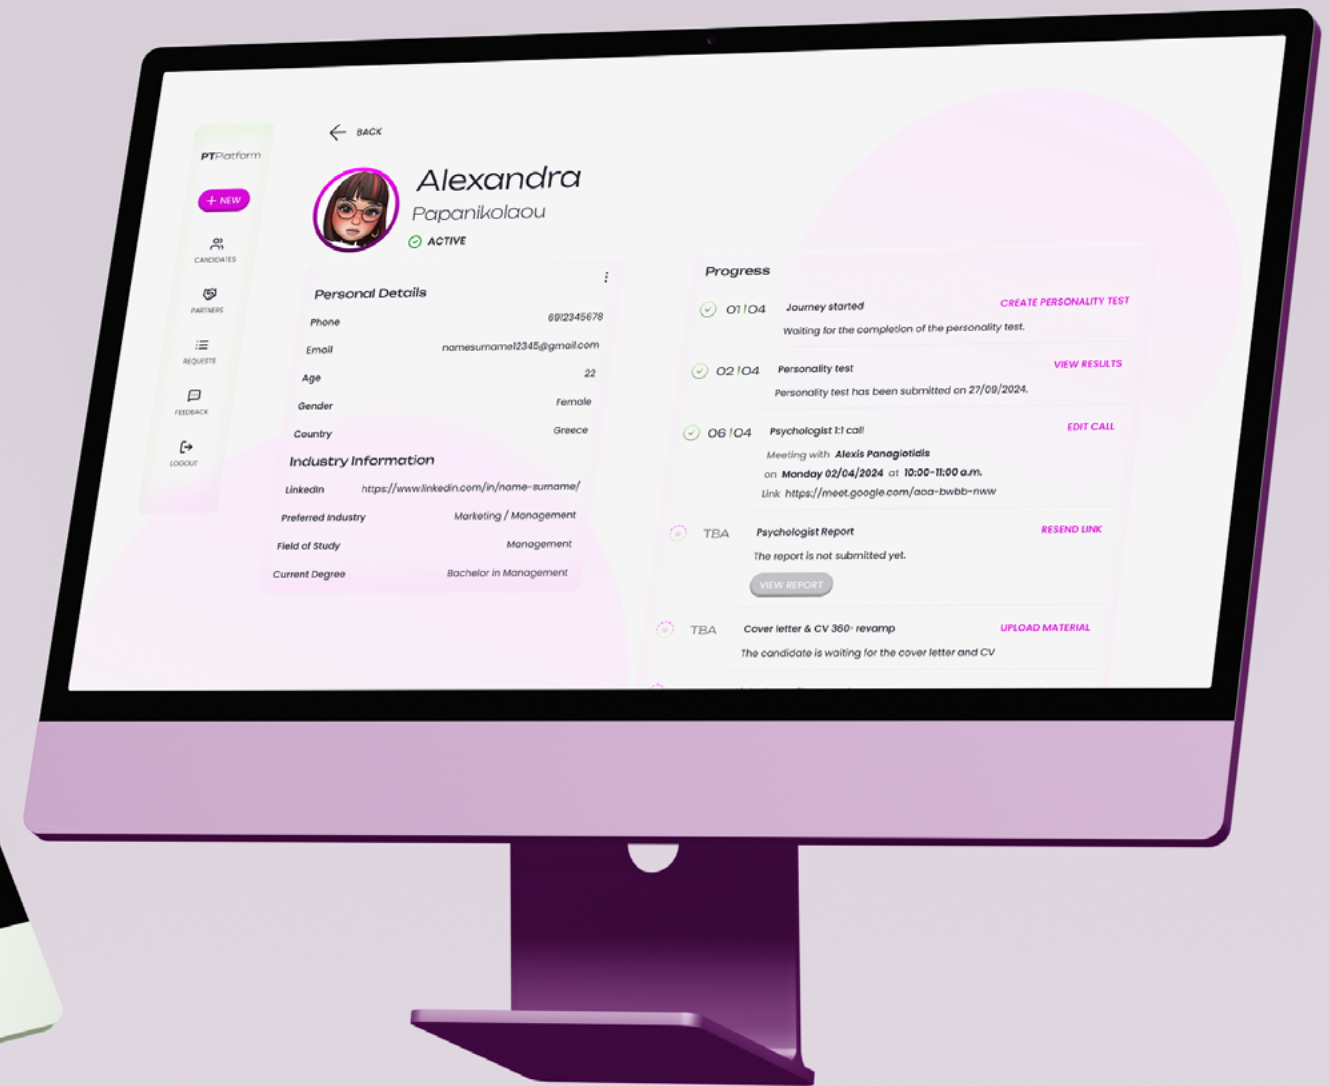 BACK
PTPlatform
+ NEW
CANDIDATES
PARTNERS
REQUESTS
FEEDBACK
LOGOUT
Alexandra
Papanikolaou
ACTIVE
Personal Details
Phone 6912345678
Email namesurname12345@gmail.com
Age 22
Gender Female
Country Greece
Industry Information
LinkedIn https://www.linkedin.com/in/name-surname/
Preferred Industry Marketing / Management
Field of Study Management
Current Degree Bachelor in Management
Progress
01|04 Journey started CREATE PERSONALITY TEST
Waiting for the completion of the personality test.
02|04 Personality test VIEW RESULTS
Personality test has been submitted on 27/09/2024.
06|04 Psychologist 1:1 call EDIT CALL
Meeting with Alexis Panagiotidis
on Monday 02/04/2024 at 10:00-11:00 a.m.
Link https://meet.google.com/aoa-bwbb-nww
TBA Psychologist Report RESEND LINK
The report is not submitted yet.
VIEW REPORT
TBA Cover letter & CV 360° revamp UPLOAD MATERIAL
The candidate is waiting for the cover letter and CV